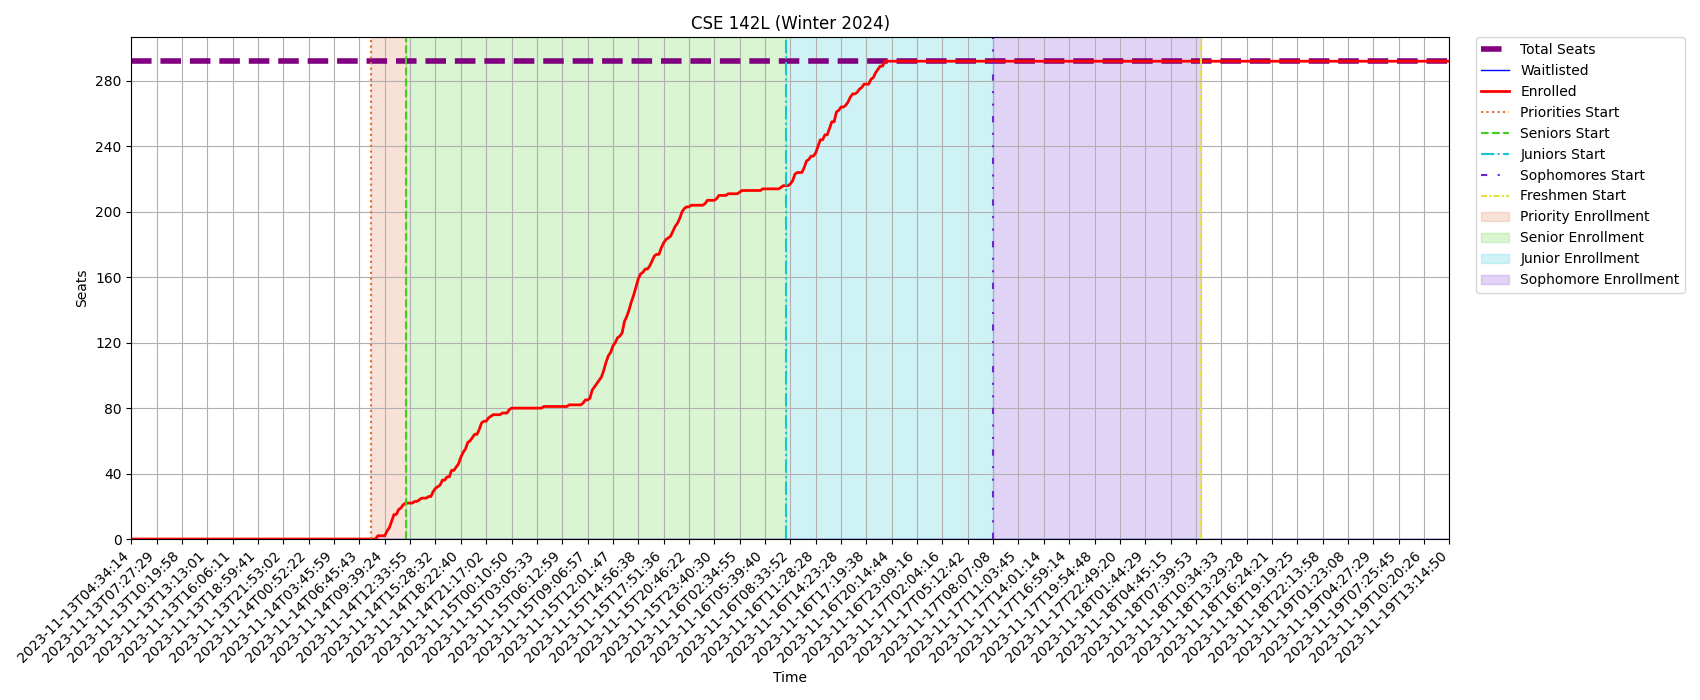 CSE 142L (Winter 2024)
Seats
280
240
200
160
120
80
40
0
2023-11-13T04:34:14
2023-11-13T07:27:29
2023-11-13T10:19:58
2023-11-13T13:13:01
2023-11-13T16:06:11
2023-11-13T18:59:41
2023-11-13T21:53:02
2023-11-14T00:52:22
2023-11-14T03:45:59
2023-11-14T06:45:43
2023-11-14T09:39:24
2023-11-14T12:33:55
2023-11-14T15:28:32
2023-11-14T18:22:40
2023-11-14T21:17:02
2023-11-15T00:10:50
2023-11-15T03:05:33
2023-11-15T06:12:59
2023-11-15T09:06:57
2023-11-15T12:01:47
2023-11-15T14:56:38
2023-11-15T17:51:36
2023-11-15T20:46:22
2023-11-15T23:40:30
2023-11-16T02:34:55
2023-11-16T05:39:40
2023-11-16T08:33:52
2023-11-16T11:28:28
2023-11-16T14:23:28
2023-11-16T17:19:38
2023-11-16T20:14:44
2023-11-16T23:09:16
2023-11-17T02:04:16
2023-11-17T05:12:42
2023-11-17T08:07:08
2023-11-17T11:03:45
2023-11-17T14:01:14
2023-11-17T16:59:14
2023-11-17T19:54:48
2023-11-17T22:49:20
2023-11-18T01:44:29
2023-11-18T04:45:15
2023-11-18T07:39:53
2023-11-18T10:34:33
2023-11-18T13:29:28
2023-11-18T16:24:21
2023-11-18T19:19:25
2023-11-18T22:13:58
2023-11-19T01:23:08
2023-11-19T04:27:29
2023-11-19T07:25:45
2023-11-19T10:20:26
2023-11-19T13:14:50
Time
Total Seats
Waitlisted
Enrolled
Priorities Start
Seniors Start
Juniors Start
Sophomores Start
Freshmen Start
Priority Enrollment
Senior Enrollment
Junior Enrollment
Sophomore Enrollment